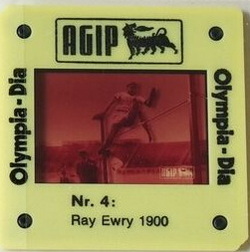 AGIP
Olympia - Dia
Olympia - Dia
AGIP
Nr. 4:
Ray Ewry 1900